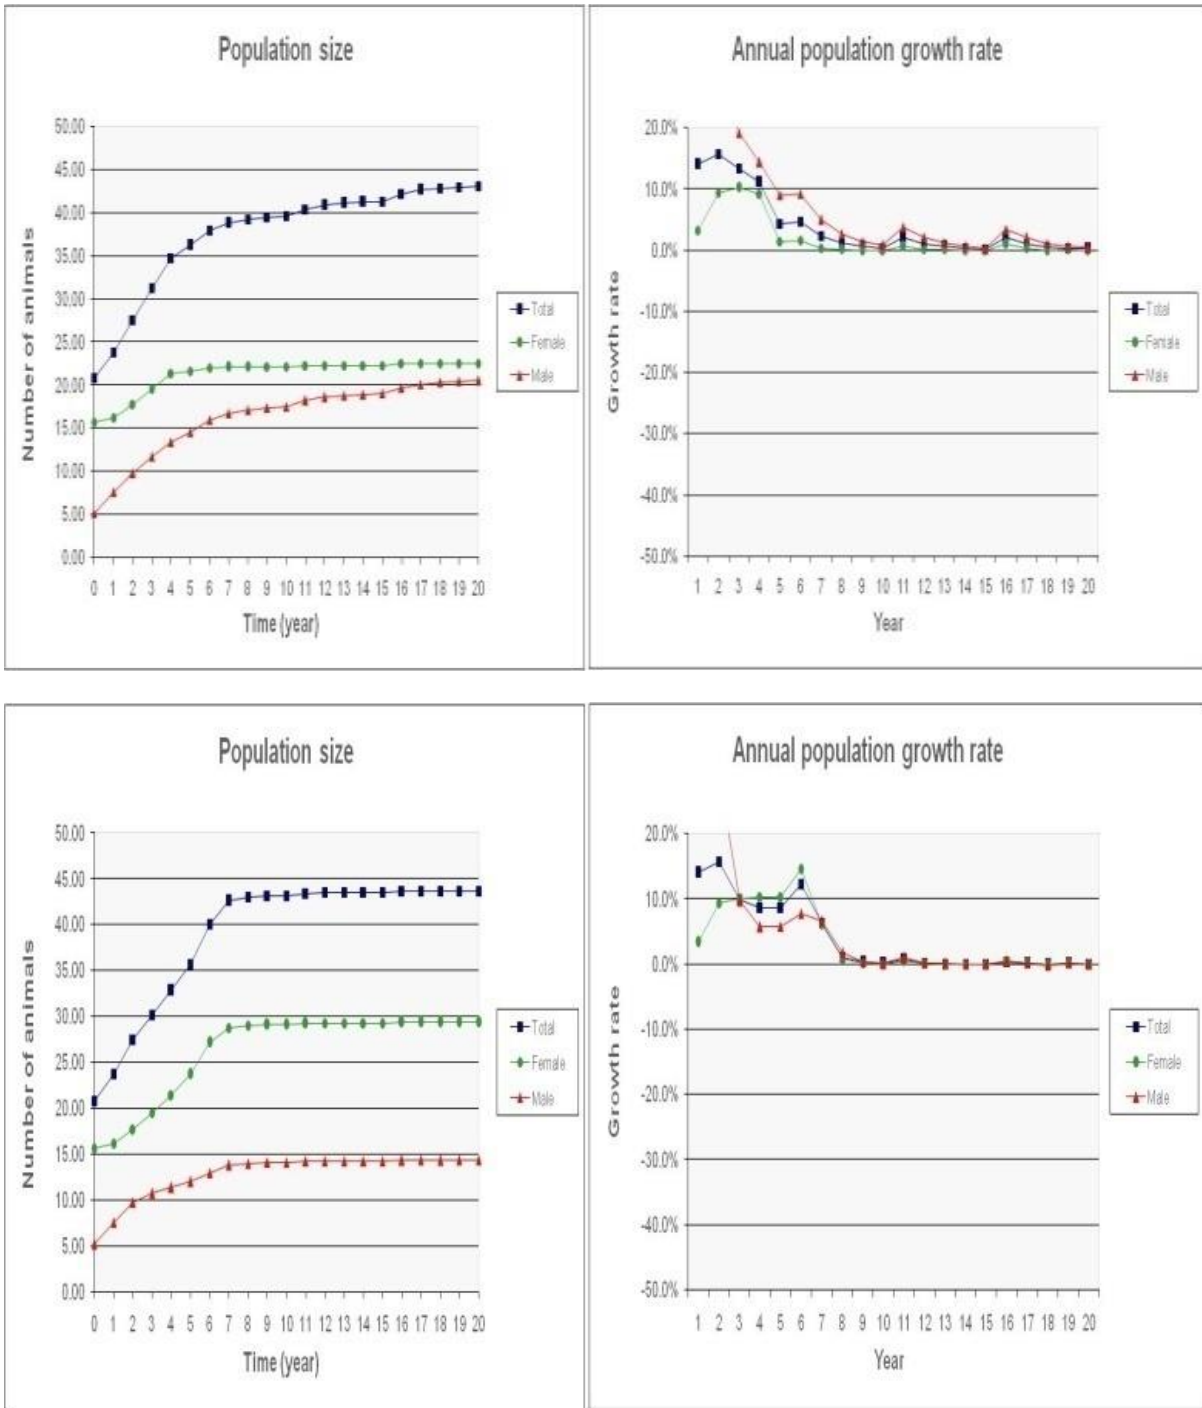 Population size
50.00
45.00
40.00
35.00
30.00
25.00
20.00
15.00
10.00
5.00
0.00
Number of animals
0 1 2 3 4 5 6 7 8 9 10 11 12 13 14 15 16 17 18 19 20
Time (year)
Total
Female
Male
Annual population growth rate
20.0%
10.0%
0.0%
-10.0%
-20.0%
-30.0%
-40.0%
-50.0%
Growth rate
1 2 3 4 5 6 7 8 9 10 11 12 13 14 15 16 17 18 19 20
Year
Total
Female
Male
Population size
50.00
45.00
40.00
35.00
30.00
25.00
20.00
15.00
10.00
5.00
0.00
Number of animals
0 1 2 3 4 5 6 7 8 9 10 11 12 13 14 15 16 17 18 19 20
Time (year)
Total
Female
Male
Annual population growth rate
20.0%
10.0%
0.0%
-10.0%
-20.0%
-30.0%
-40.0%
-50.0%
Growth rate
1 2 3 4 5 6 7 8 9 10 11 12 13 14 15 16 17 18 19 20
Year
Total
Female
Male